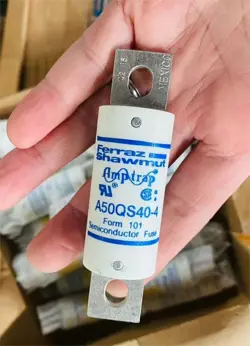 MEXICO
Ferraz
Shawmut
Amp·trap
A50QS40-4
Form 101
Semiconductor Fuse